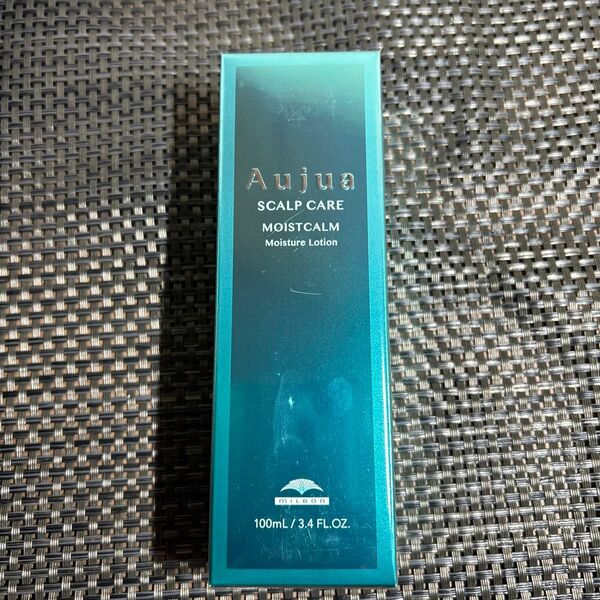 Aujua
SCALP CARE
MOISTCALM
Moisture Lotion
MILBON
100mL / 3.4 FL.OZ.